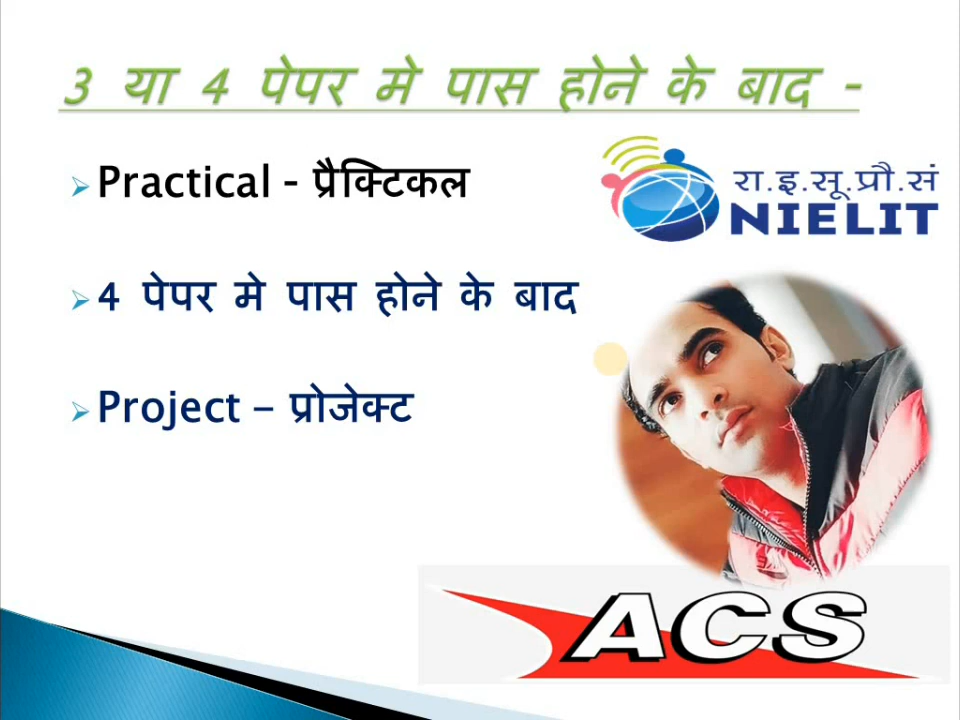 3 या 4 पेपर मे पास होने के बाद -
Practical - प्रैक्टिकल
रा.इ.सू.प्रौ.सं
NIELIT
4 पेपर मे पास होने के बाद
Project – प्रोजेक्ट
ACS